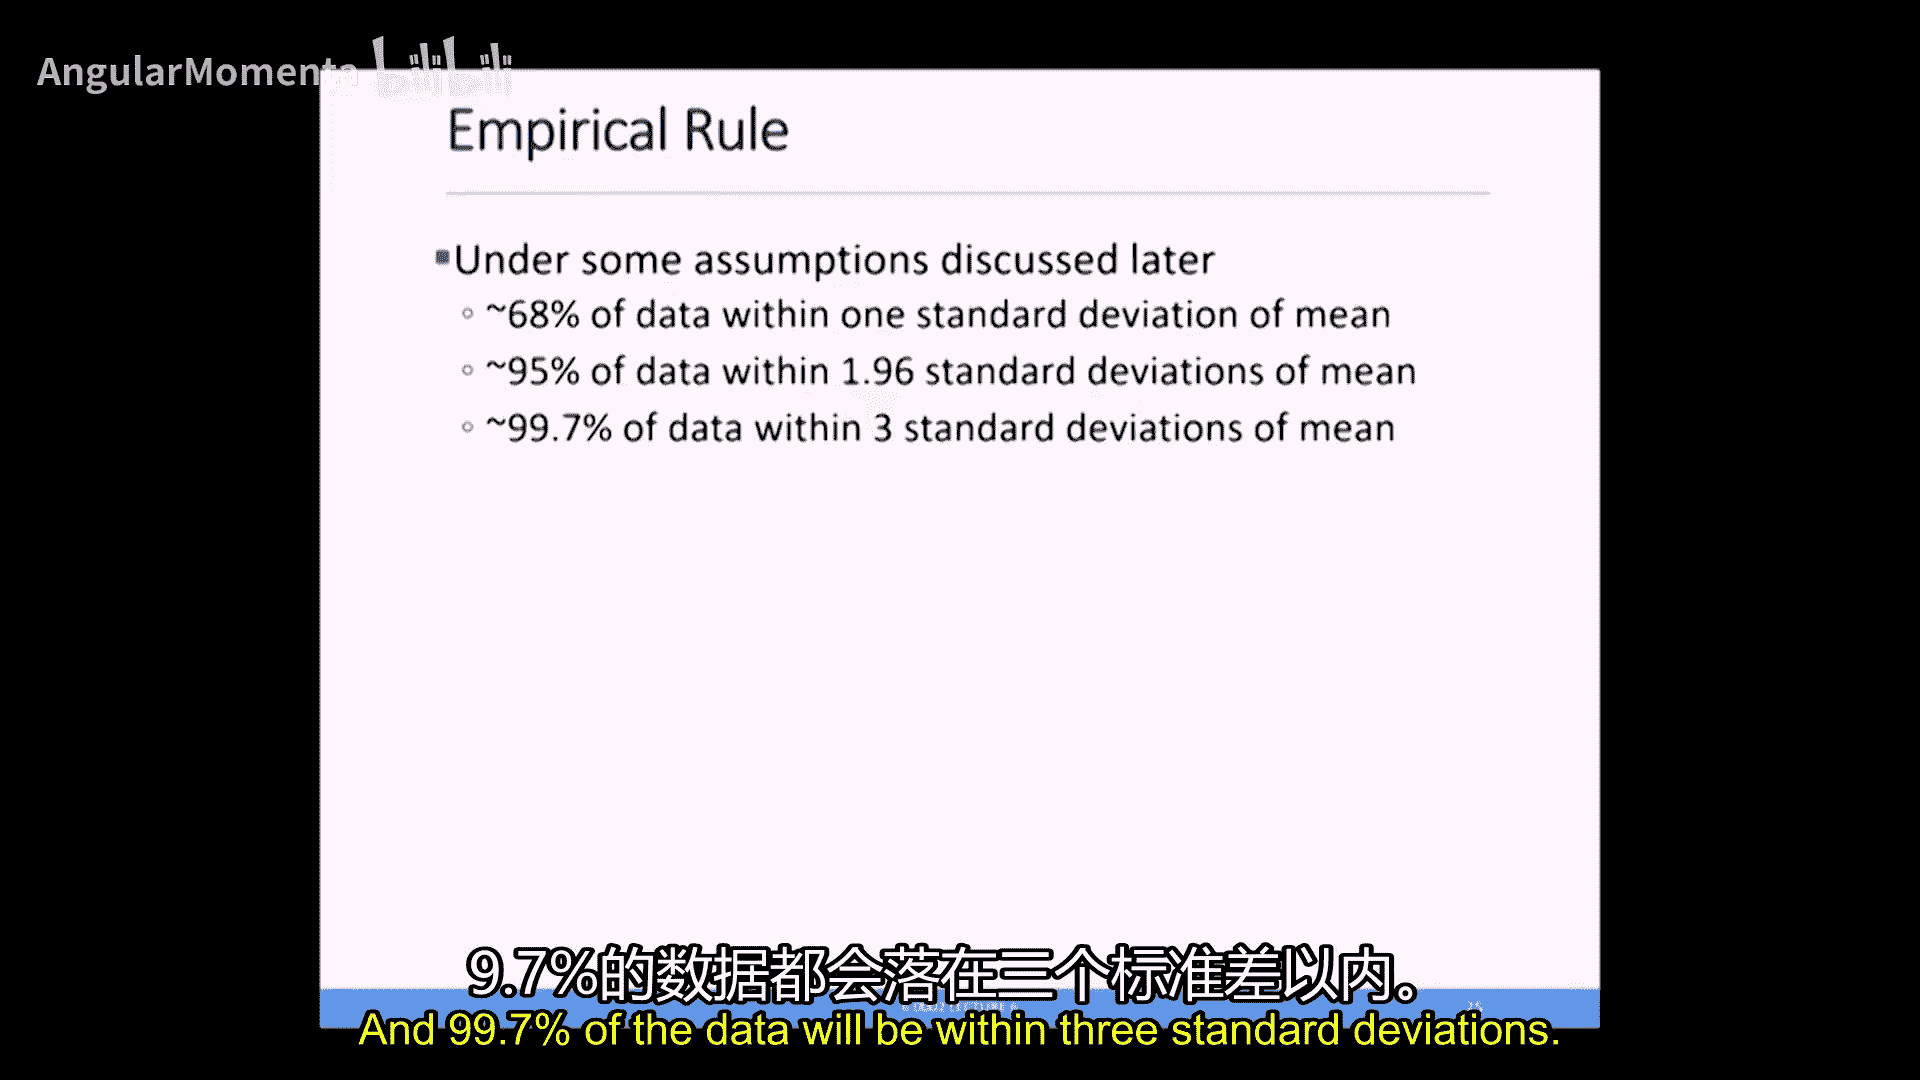 AngularMomenta bilibili
Empirical Rule
Under some assumptions discussed later
~68% of data within one standard deviation of mean
~95% of data within 1.96 standard deviations of mean
~99.7% of data within 3 standard deviations of mean
9.7%的数据都会落在三个标准差以内。
And 99.7% of the data will be within three standard deviations.